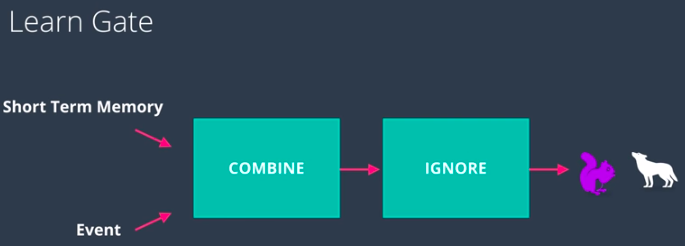 Learn Gate
Short Term Memory
COMBINE
IGNORE
Event